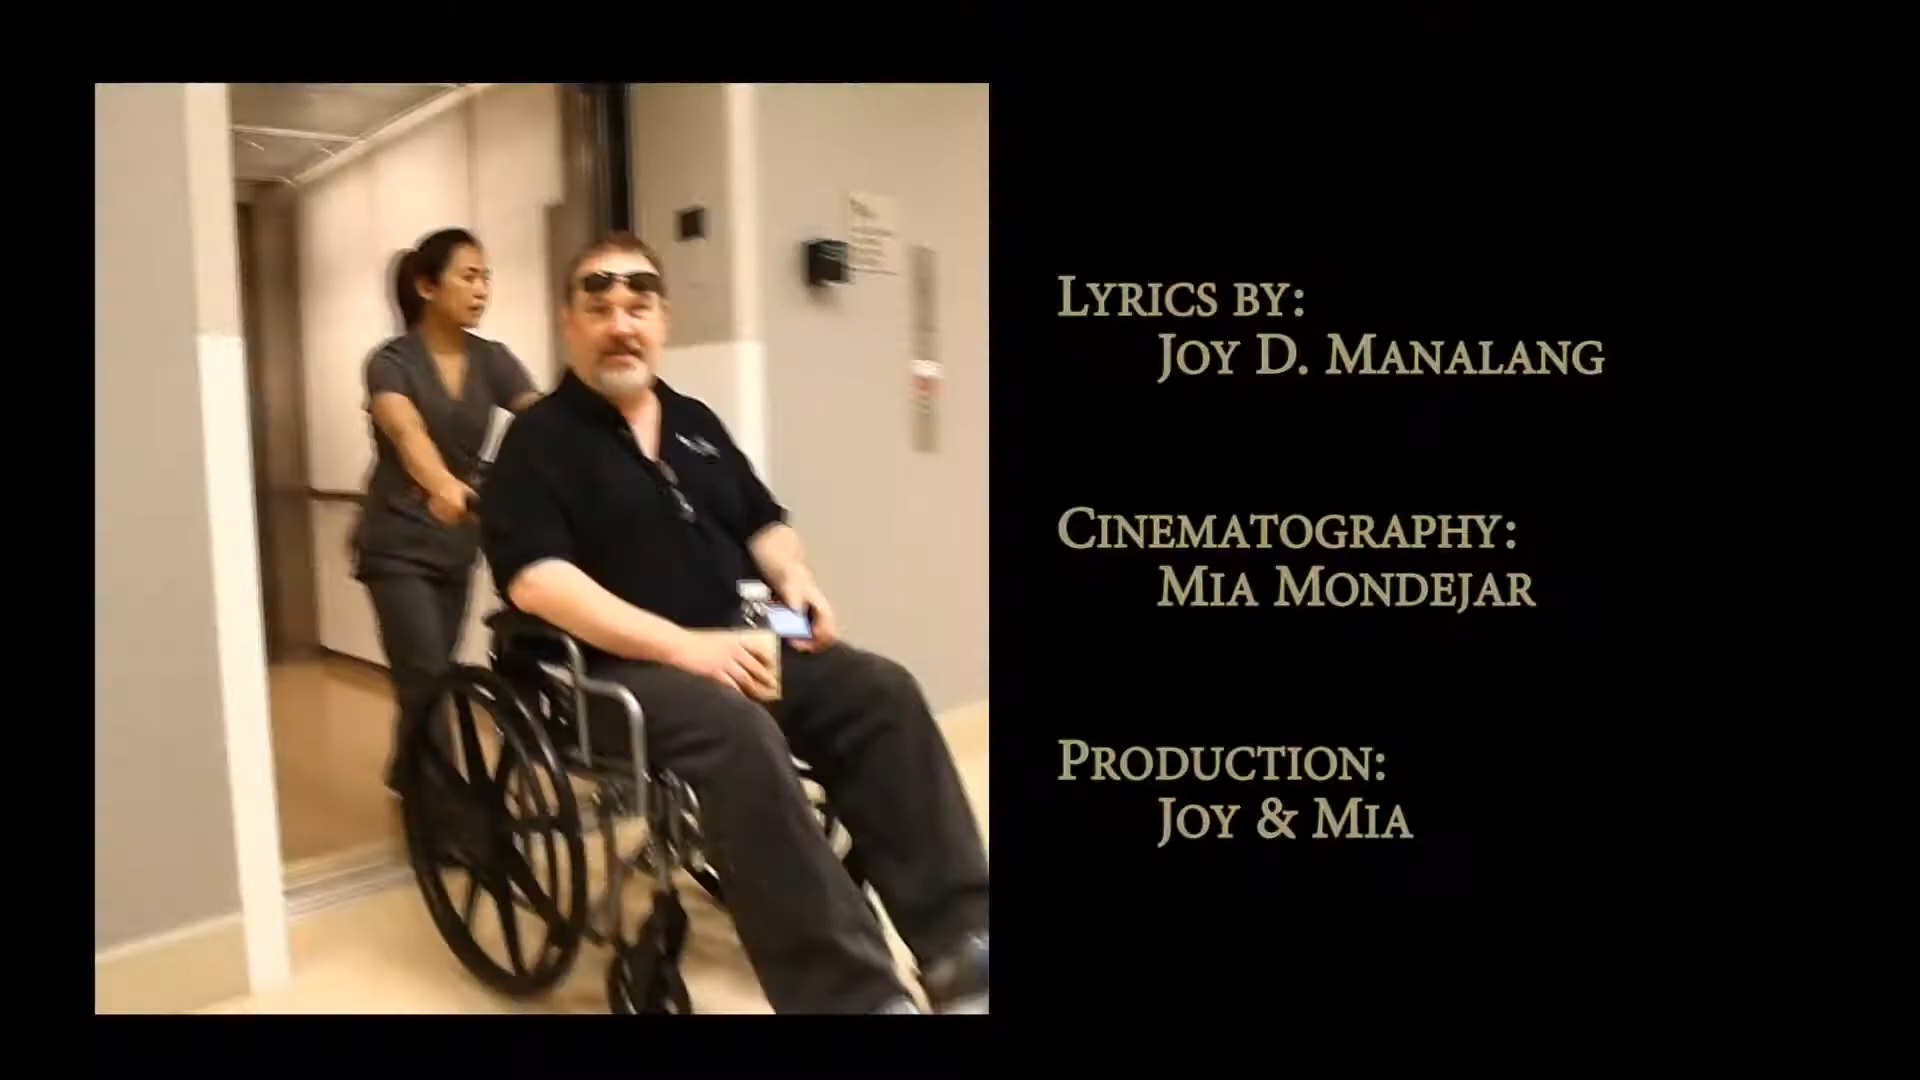 LYRICS BY:
JOY D. MANALANG
CINEMATOGRAPHY:
MIA MONDEJAR
PRODUCTION:
JOY & MIA